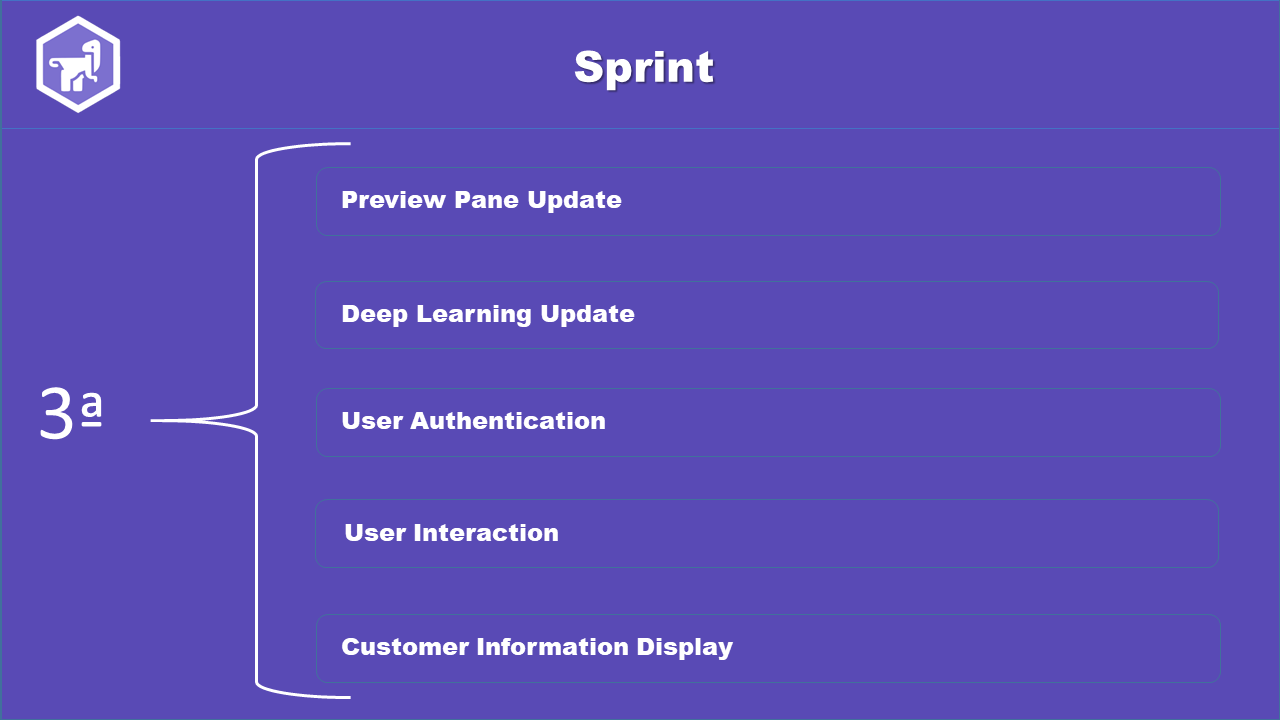 Sprint
Preview Pane Update
Deep Learning Update
User Authentication
3ª
User Interaction
Customer Information Display